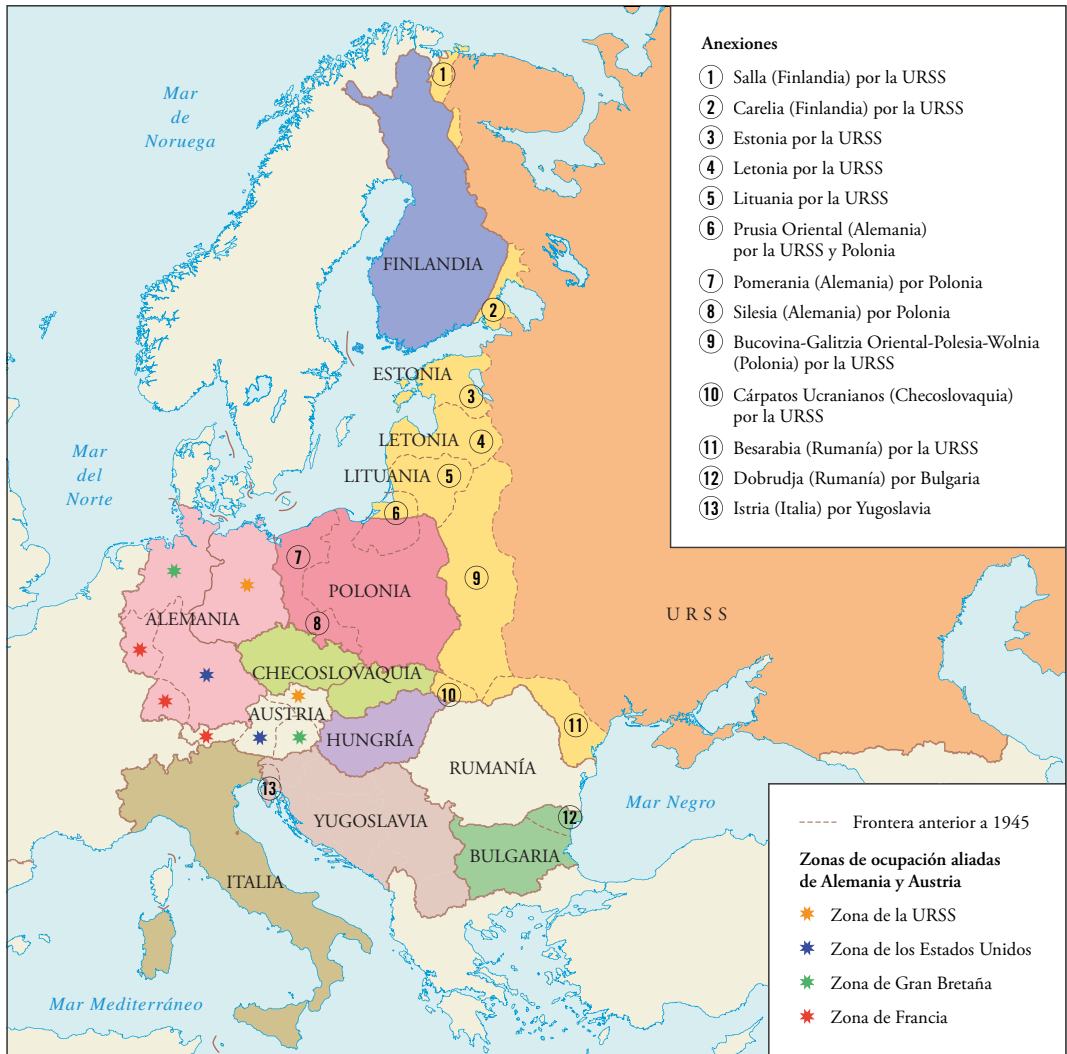 Mar
de
Noruega
Mar
del
Norte
FINLANDIA
ESTONIA
LETONIA
LITUANIA
POLONIA
ALEMANIA
CHECOSLOVAQUIA
AUSTRIA
HUNGRÍA
RUMANÍA
YUGOSLAVIA
BULGARIA
ITALIA
URSS
Mar Negro
Mar Mediterráneo
1
2
3
4
5
6
7
8
9
10
11
12
13
Anexiones
1 Salla (Finlandia) por la URSS
2 Carelia (Finlandia) por la URSS
3 Estonia por la URSS
4 Letonia por la URSS
5 Lituania por la URSS
6 Prusia Oriental (Alemania)
por la URSS y Polonia
7 Pomerania (Alemania) por Polonia
8 Silesia (Alemania) por Polonia
9 Bucovina-Galitzia Oriental-Polesia-Wolnia
(Polonia) por la URSS
10 Cárpatos Ucranianos (Checoslovaquia)
por la URSS
11 Besarabia (Rumanía) por la URSS
12 Dobrudja (Rumanía) por Bulgaria
13 Istria (Italia) por Yugoslavia
Frontera anterior a 1945
Zonas de ocupación aliadas
de Alemania y Austria
Zona de la URSS
Zona de los Estados Unidos
Zona de Gran Bretaña
Zona de Francia